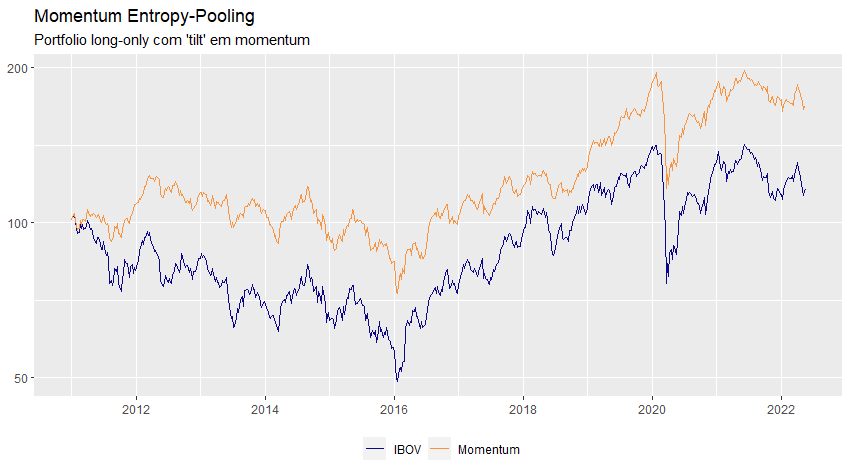 Momentum Entropy-Pooling
Portfolio long-only com 'tilt' em momentum
200
100
50
2012 2014 2016 2018 2020 2022
IBOV Momentum